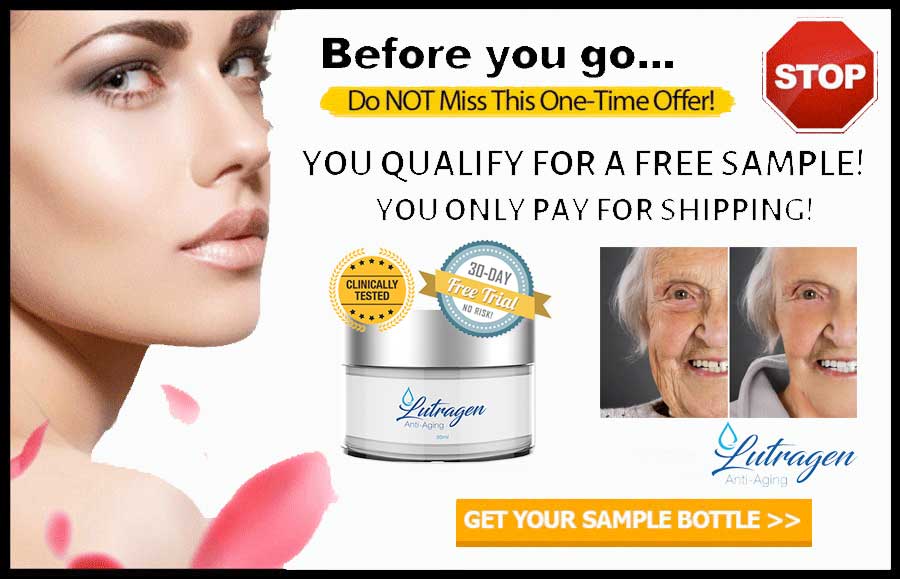 Before you go...
Do NOT Miss This One-Time Offer!
STOP
YOU QUALIFY FOR A FREE SAMPLE!
YOU ONLY PAY FOR SHIPPING!
CLINICALLY
TESTED
30-DAY
Free Trial
NO RISK!
Lutragen
Anti-Aging
30ml
Lutragen
Anti-Aging
GET YOUR SAMPLE BOTTLE >>